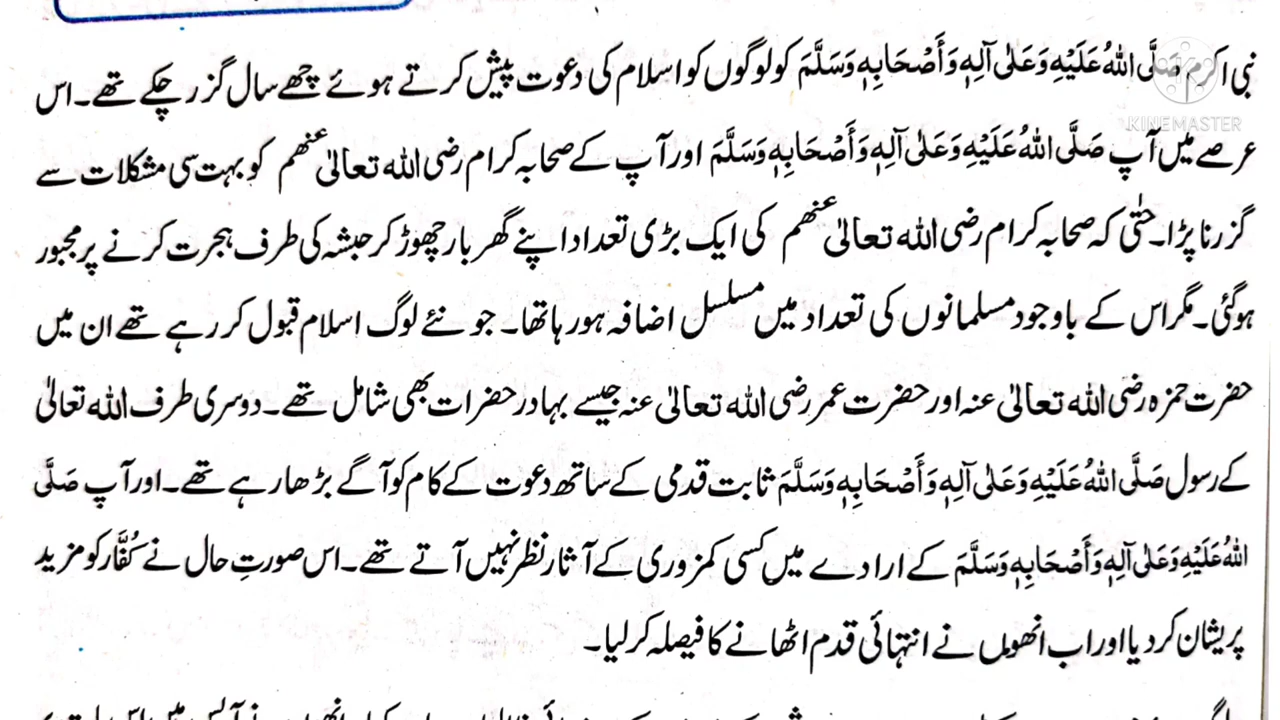 نبی اکرم صَلَّی اللہُ عَلَیْہِ وَعَلٰی آلِہٖ وَأَصْحَابِہٖ وَسَلَّمَ کو لوگوں کو اسلام کی دعوت پیش کرتے ہوئے چھے سال گزر چکے تھے۔ اس
KINEMASTER
عرصے میں آپ صَلَّی اللہُ عَلَیْہِ وَعَلٰی آلِہٖ وَأَصْحَابِہٖ وَسَلَّمَ اور آپ کے صحابہ کرام رضی اللہ تعالیٰ عنھم کو بہت سی مشکلات سے
گزرنا پڑا۔ حتٰی کہ صحابہ کرام رضی اللہ تعالیٰ عنھم کی ایک بڑی تعداد اپنے گھر بار چھوڑ کر حبشہ کی طرف ہجرت کرنے پر مجبور
ہوگئی۔ مگر اس کے باوجود مسلمانوں کی تعداد میں مسلسل اضافہ ہو رہا تھا۔ جو نئے لوگ اسلام قبول کر رہے تھے ان میں
حضرت حمزہ رضی اللہ تعالیٰ عنہ اور حضرت عمر رضی اللہ تعالیٰ عنہ جیسے بہادر حضرات بھی شامل تھے۔ دوسری طرف اللہ تعالیٰ
کے رسول صَلَّی اللہُ عَلَیْہِ وَعَلٰی آلِہٖ وَأَصْحَابِہٖ وَسَلَّمَ ثابت قدمی کے ساتھ دعوت کے کام کو آگے بڑھا رہے تھے۔ اور آپ صَلَّی
اللہُ عَلَیْہِ وَعَلٰی آلِہٖ وَأَصْحَابِہٖ وَسَلَّمَ کے ارادے میں کسی کمزوری کے آثار نظر نہیں آتے تھے۔ اس صورتِ حال نے کُفَّار کو مزید
پریشان کر دیا اور اب انھوں نے انتہائی قدم اٹھانے کا فیصلہ کر لیا۔